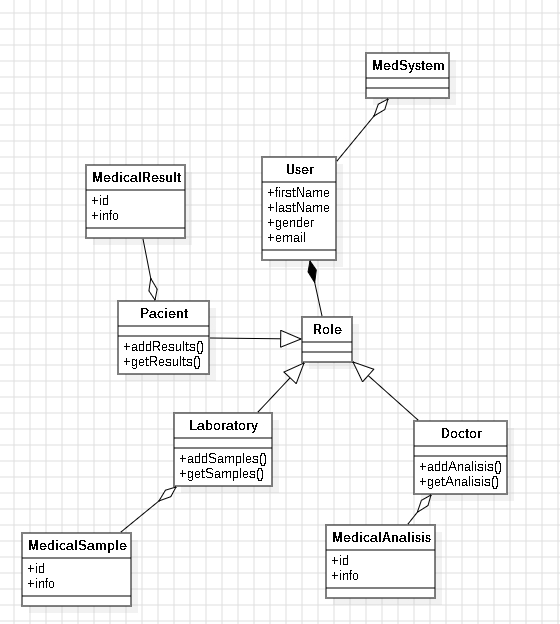 MedSystem
User
+firstName
+lastName
+gender
+email
MedicalResult
+id
+info
Pacient
+addResults()
+getResults()
Role
Laboratory
+addSamples()
+getSamples()
Doctor
+addAnalisis()
+getAnalisis()
MedicalSample
+id
+info
MedicalAnalisis
+id
+info